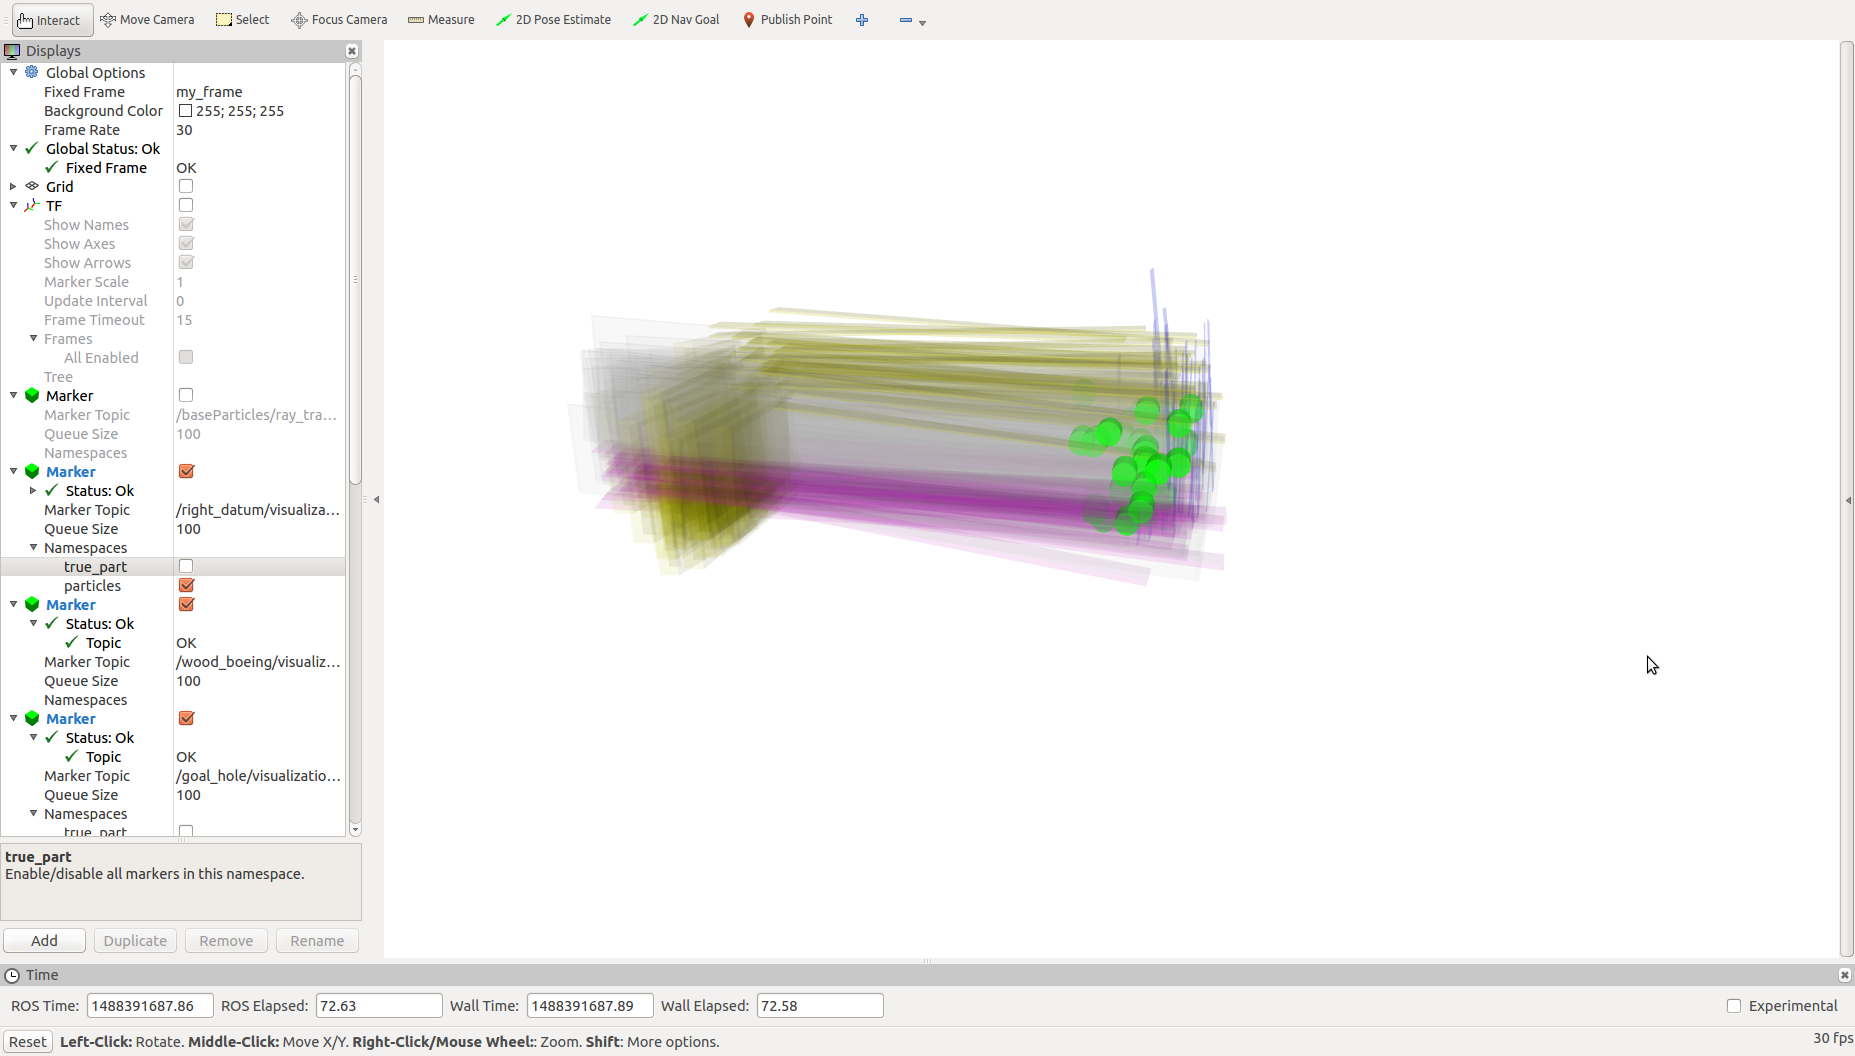 Interact Move Camera Select Focus Camera Measure 2D Pose Estimate 2D Nav Goal Publish Point
Displays
Global Options
Fixed Frame my_frame
Background Color 255; 255; 255
Frame Rate 30
Global Status: Ok
Fixed Frame OK
Grid
TF
Show Names
Show Axes
Show Arrows
Marker Scale 1
Update Interval 0
Frame Timeout 15
Frames
All Enabled
Tree
Marker
Marker Topic /baseParticles/ray_tra...
Queue Size 100
Namespaces
Marker
Status: Ok
Marker Topic /right_datum/visualiza...
Queue Size 100
Namespaces
true_part
particles
Marker
Status: Ok
Topic OK
Marker Topic /wood_boeing/visualiz...
Queue Size 100
Namespaces
Marker
Status: Ok
Topic OK
Marker Topic /goal_hole/visualizatio...
Queue Size 100
Namespaces
true_part
true_part
Enable/disable all markers in this namespace.
Add Duplicate Remove Rename
Time
ROS Time: 1488391687.86 ROS Elapsed: 72.63 Wall Time: 1488391687.89 Wall Elapsed: 72.58 Experimental
Reset Left-Click: Rotate. Middle-Click: Move X/Y. Right-Click/Mouse Wheel:: Zoom. Shift: More options. 30 fps